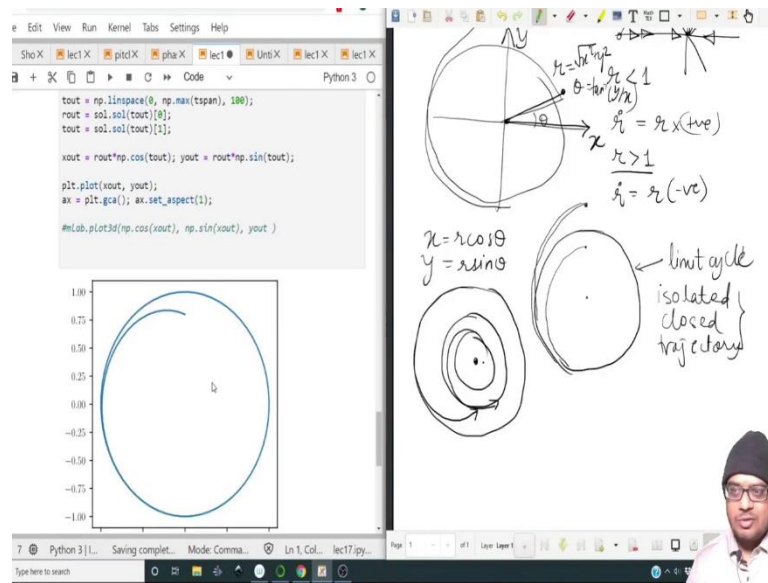 e Edit View Run Kernel Tabs Settings Help
Sho X lec1 X pitcl X pha: X lec1 ● Unti X lec1 X lec1 X
Code Python 3
tout = np.linspace(0, np.max(tspan), 100);
rout = sol.sol(tout)[0];
tout = sol.sol(tout)[1];
xout = rout*np.cos(tout); yout = rout*np.sin(tout);
plt.plot(xout, yout);
ax = plt.gca(); ax.set_aspect(1);
#mlab.plot3d(np.cos(xout), np.sin(xout), yout )
1.00
0.75
0.50
0.25
0.00
−0.25
−0.50
−0.75
−1.00
7 Python 3 | I... Saving complet... Mode: Comma... Ln 1, Col... lec17.ipy...
Type here to search
y
r = √x²+y²
θ = tan⁻¹(y/x)
r < 1
θ
x
ṙ = r x (+ve)
r > 1
ṙ = r (-ve)
x = r cosθ
y = r sinθ
limit cycle
isolated
closed
trajectory
Page 1 of 1 Layer Layer 1